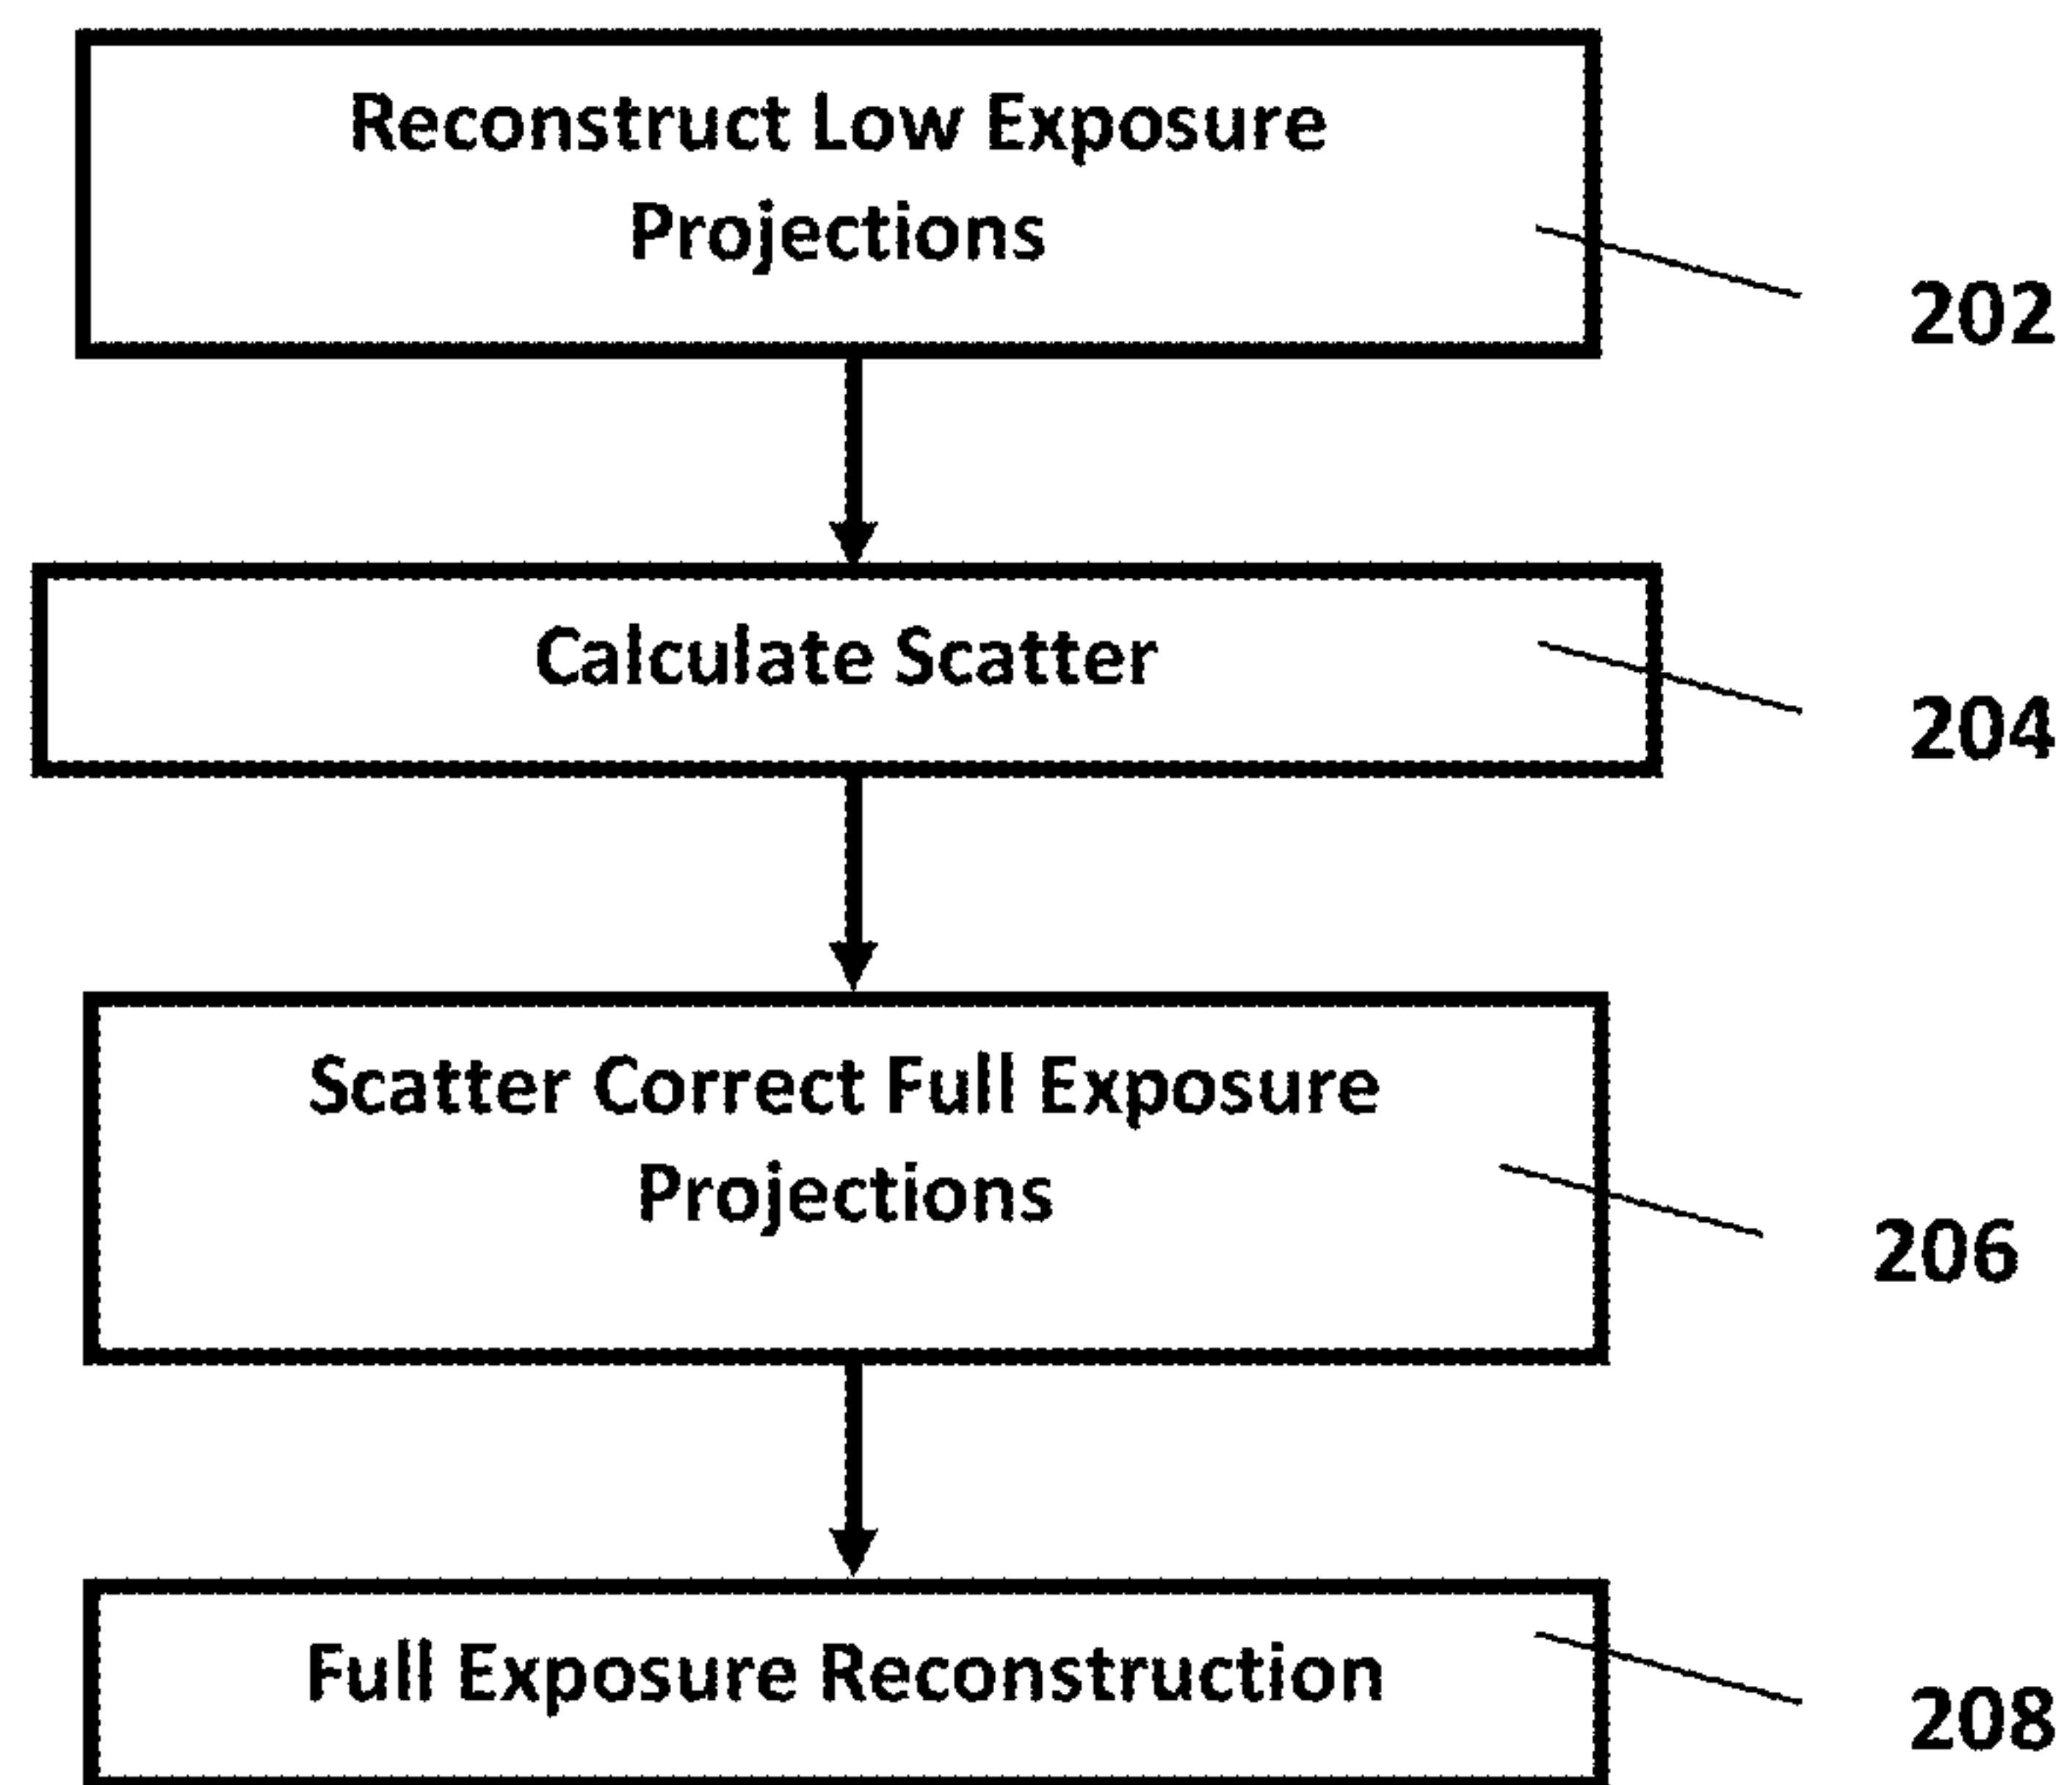 Reconstruct Low Exposure
Projections
202
Calculate Scatter
204
Scatter Correct Full Exposure
Projections
206
Full Exposure Reconstruction
208